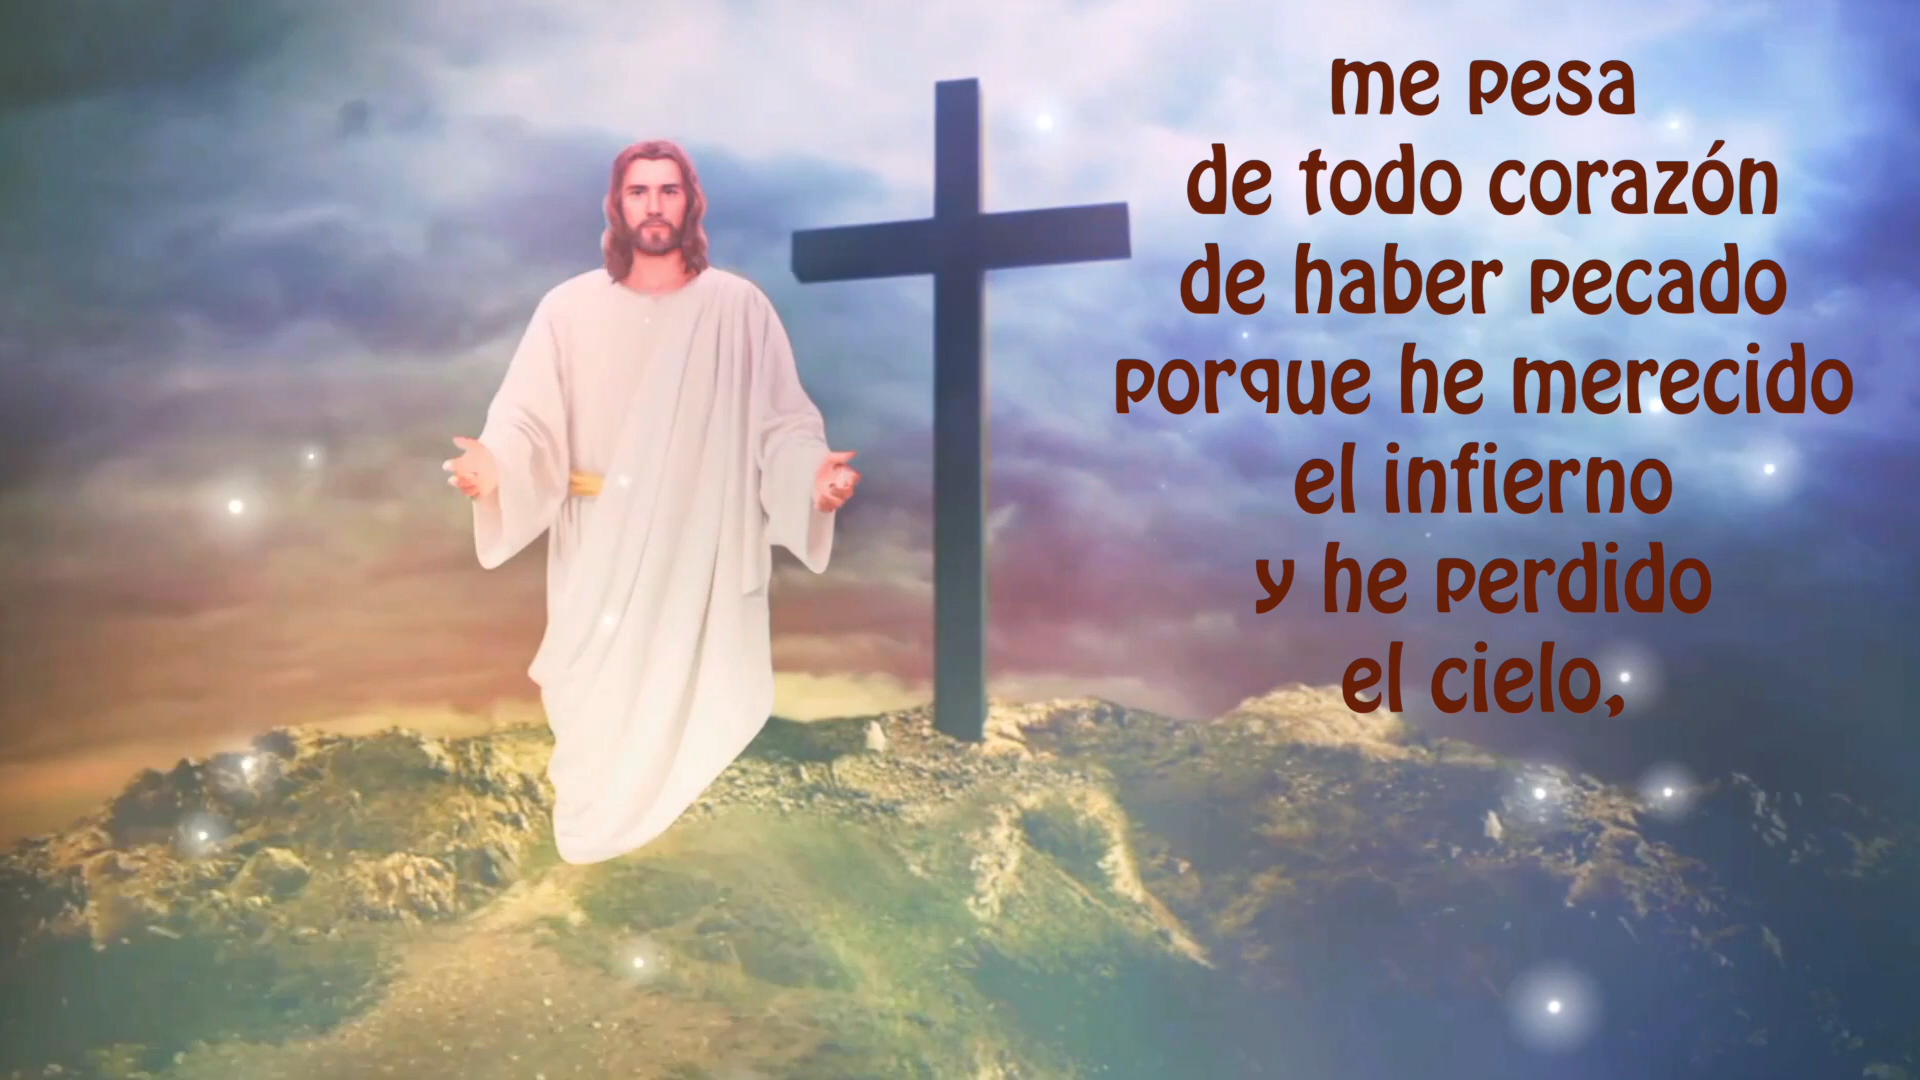 me pesa
de todo corazón
de haber pecado
porque he merecido
el infierno
y he perdido
el cielo,